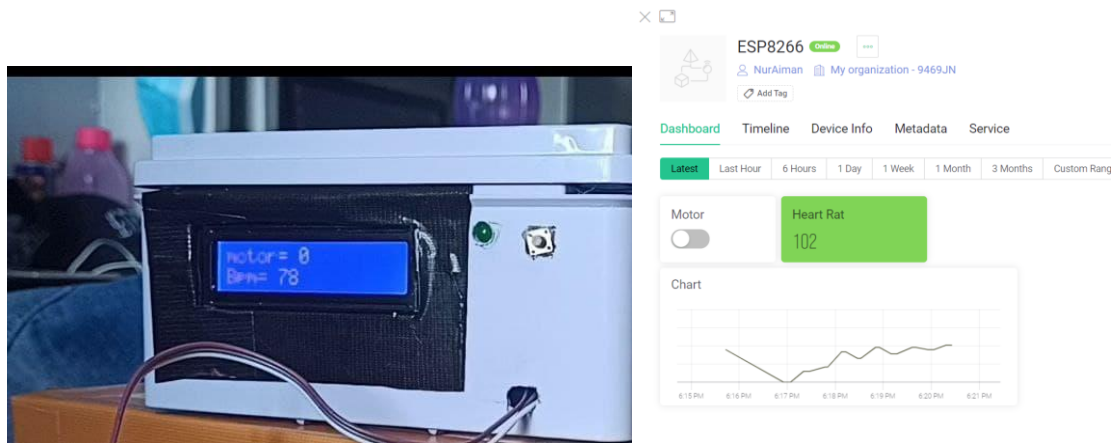 motor= 0
Bpm= 78
ESP8266 Online
NurAiman My organization - 9469JN
Add Tag
Dashboard Timeline Device Info Metadata Service
Latest Last Hour 6 Hours 1 Day 1 Week 1 Month 3 Months Custom Rang
Motor
Heart Rat
102
Chart
6:15 PM 6:16 PM 6:17 PM 6:18 PM 6:19 PM 6:20 PM 6:21 PM